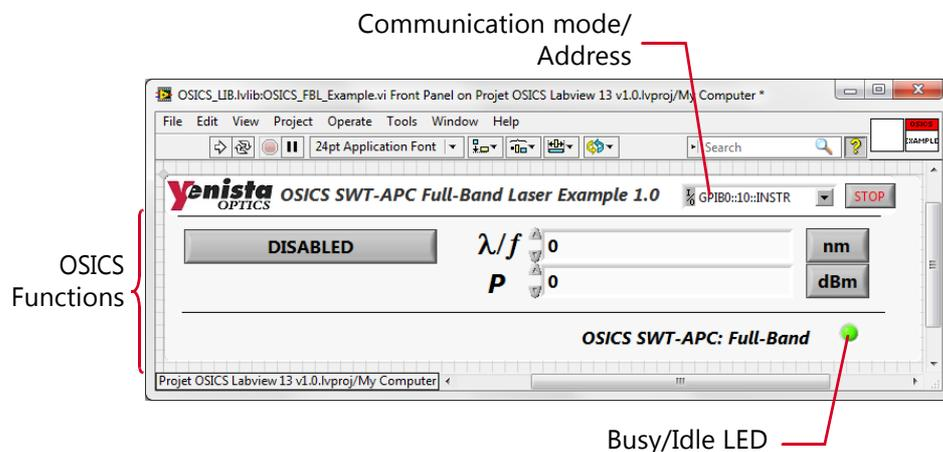 Communication mode/
Address
OSICS_LIB.lvlib:OSICS_FBL_Example.vi Front Panel on Projet OSICS Labview 13 v1.0.lvproj/My Computer *
File Edit View Project Operate Tools Window Help
24pt Application Font
Search
OSICS
EXAMPLE
Yenista
OPTICS
OSICS SWT-APC Full-Band Laser Example 1.0
GPIB0::10::INSTR
STOP
DISABLED
λ/f
0
nm
P
0
dBm
OSICS
Functions
OSICS SWT-APC: Full-Band
Projet OSICS Labview 13 v1.0.lvproj/My Computer
Busy/Idle LED